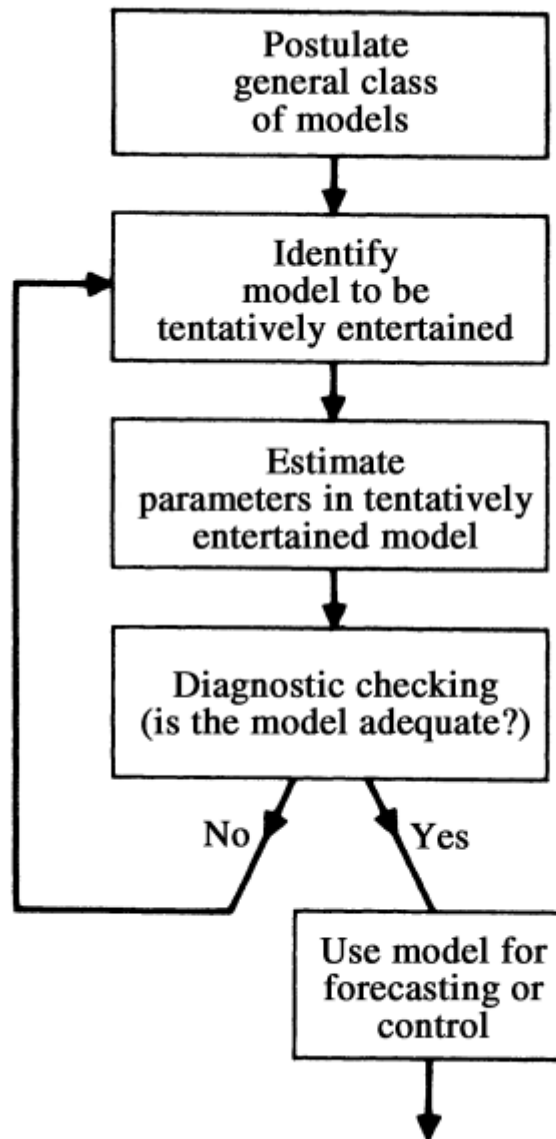 Postulate
general class
of models
Identify
model to be
tentatively entertained
Estimate
parameters in tentatively
entertained model
Diagnostic checking
(is the model adequate?)
No
Yes
Use model for
forecasting or
control